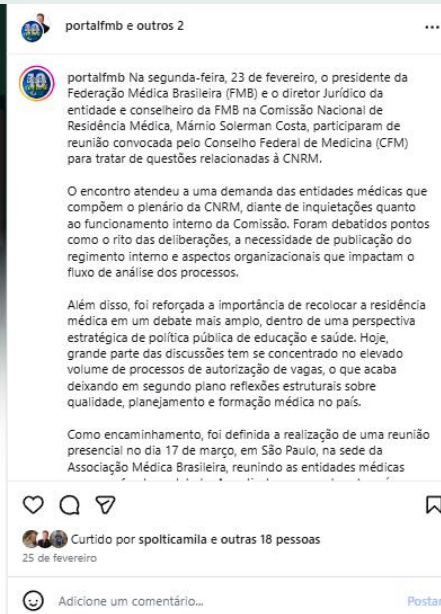 portalfmb e outros 2
portalfmb Na segunda-feira, 23 de fevereiro, o presidente da
Federação Médica Brasileira (FMB) e o diretor Jurídico da
entidade e conselheiro da FMB na Comissão Nacional de
Residência Médica, Márnio Solerman Costa, participaram de
reunião convocada pelo Conselho Federal de Medicina (CFM)
para tratar de questões relacionadas à CNRM.
O encontro atendeu a uma demanda das entidades médicas que
compõem o plenário da CNRM, diante de inquietações quanto
ao funcionamento interno da Comissão. Foram debatidos pontos
como o rito das deliberações, a necessidade de publicação do
regimento interno e aspectos organizacionais que impactam o
fluxo de análise dos processos.
Além disso, foi reforçada a importância de recolocar a residência
médica em um debate mais amplo, dentro de uma perspectiva
estratégica de política pública de educação e saúde. Hoje,
grande parte das discussões tem se concentrado no elevado
volume de processos de autorização de vagas, o que acaba
deixando em segundo plano reflexões estruturais sobre
qualidade, planejamento e formação médica no país.
Como encaminhamento, foi definida a realização de uma reunião
presencial no dia 17 de março, em São Paulo, na sede da
Associação Médica Brasileira, reunindo as entidades médicas
Curtido por spolticamila e outras 18 pessoas
25 de fevereiro
Adicione um comentário...
Postar